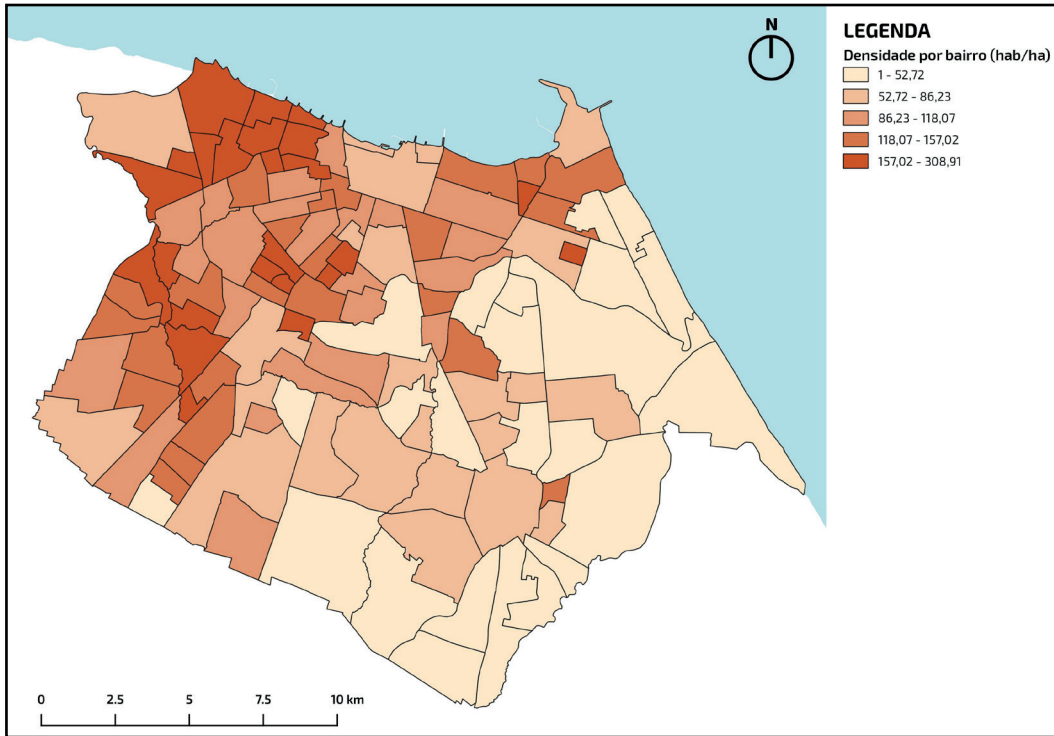 N
LEGENDA
Densidade por bairro (hab/ha)
1 - 52,72
52,72 - 86,23
86,23 - 118,07
118,07 - 157,02
157,02 - 308,91
0 2.5 5 7.5 10 km